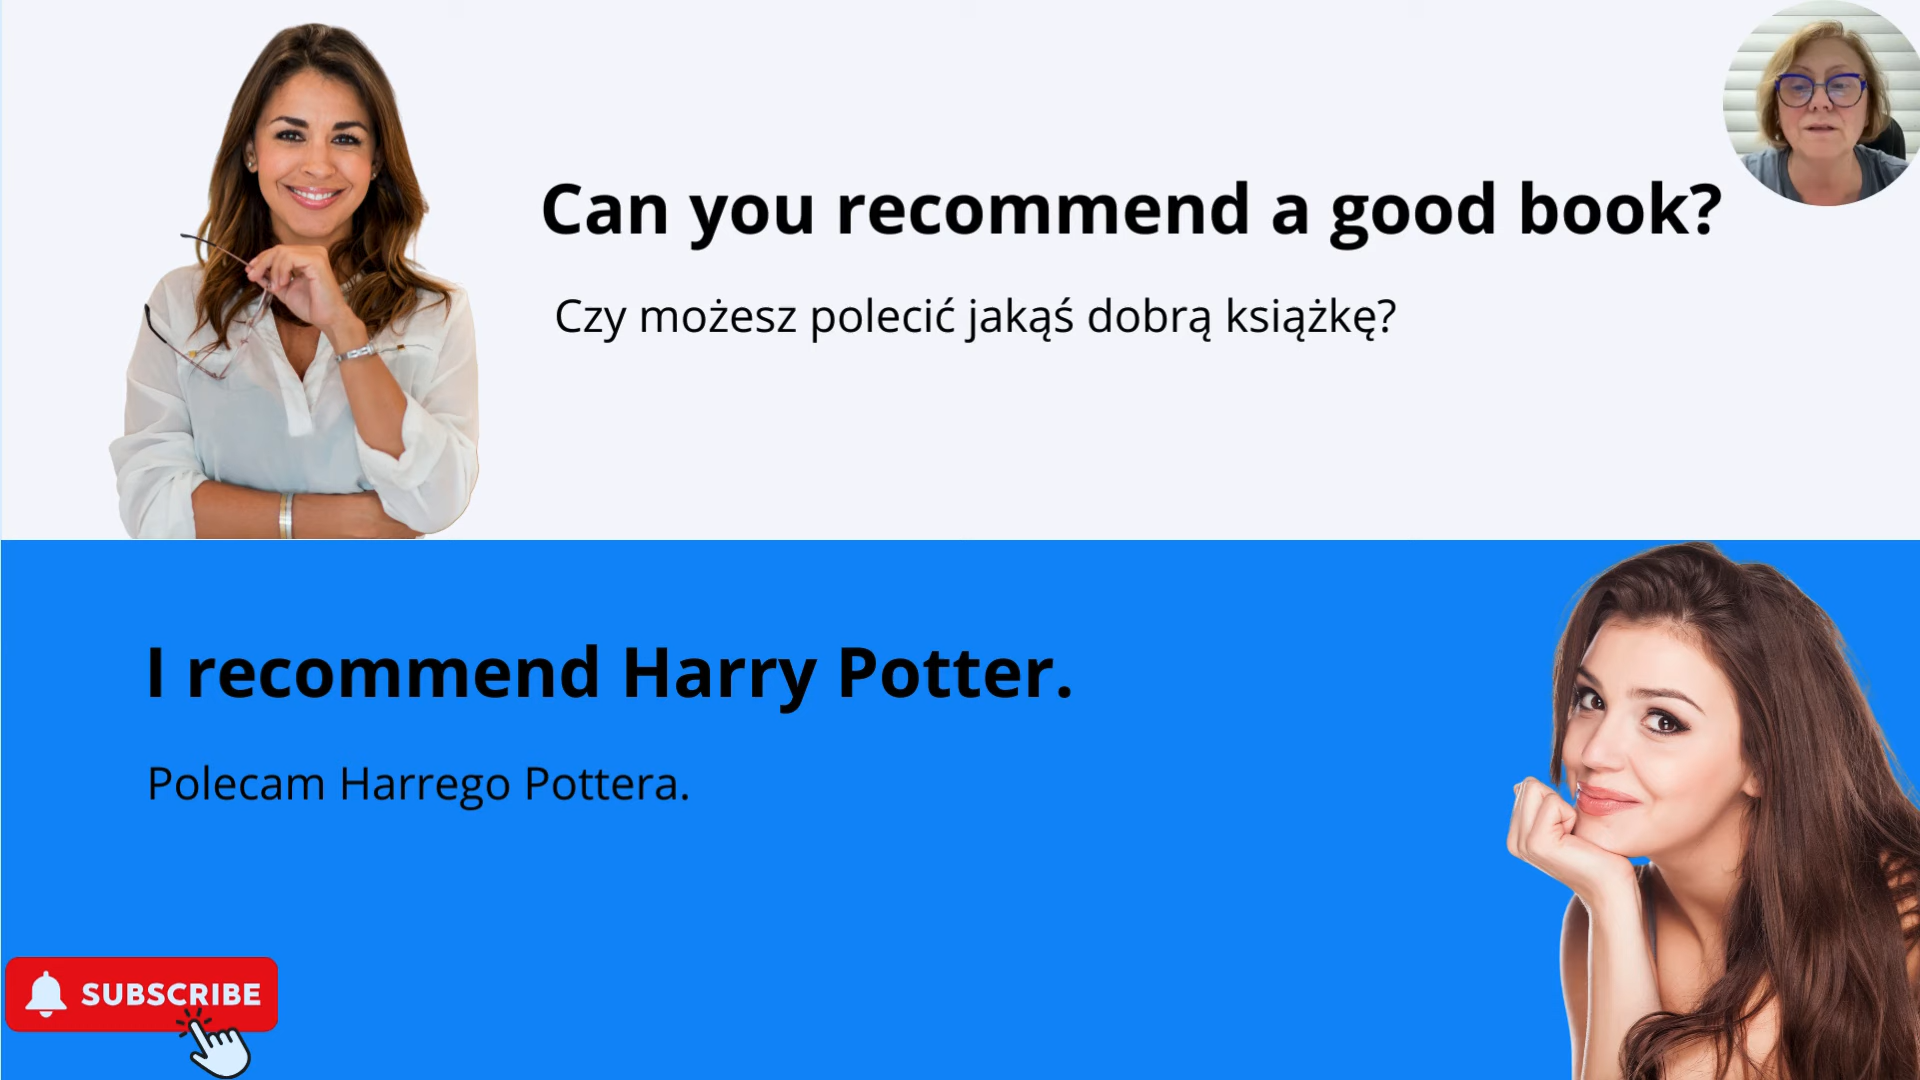 Can you recommend a good book?
Czy możesz polecić jakąś dobrą książkę?
I recommend Harry Potter.
Polecam Harrego Pottera.
SUBSCRIBE